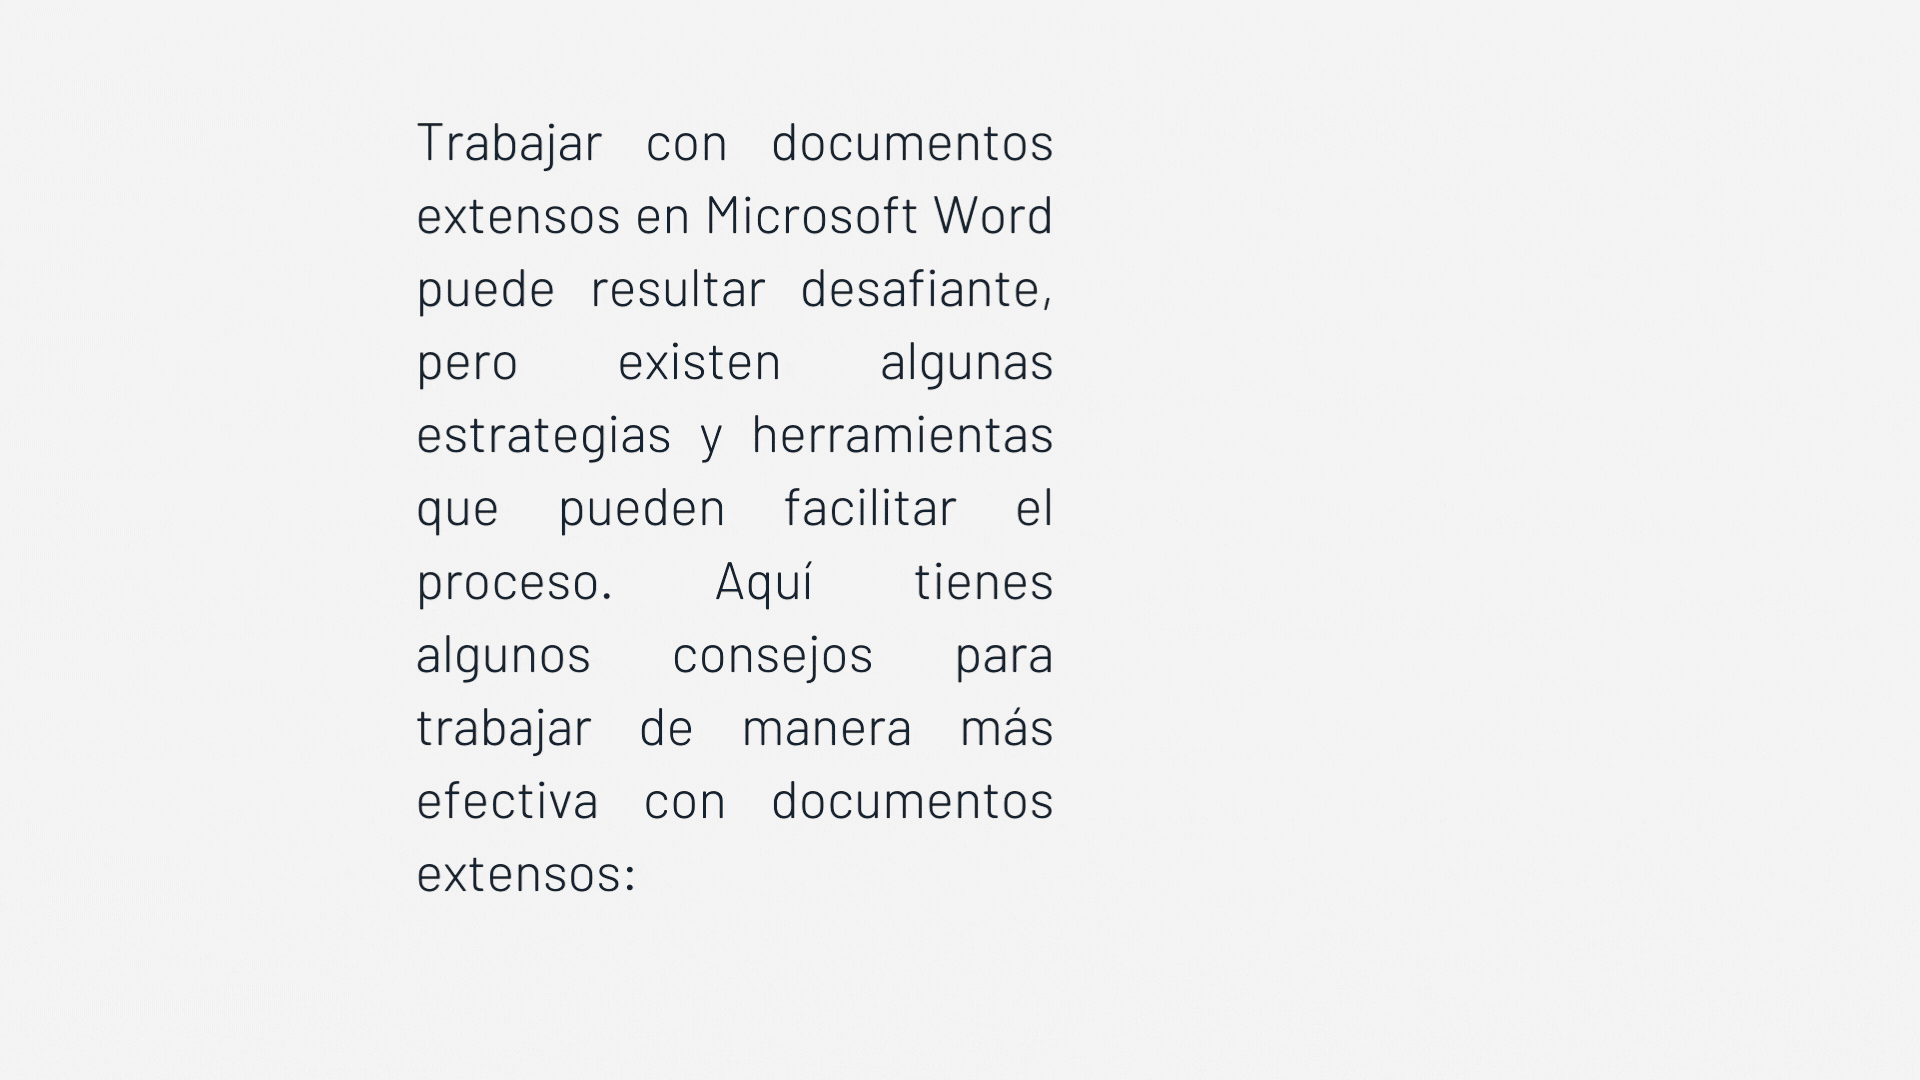 Trabajar con documentos
extensos en Microsoft Word
puede resultar desafiante,
pero existen algunas
estrategias y herramientas
que pueden facilitar el
proceso. Aquí tienes
algunos consejos para
trabajar de manera más
efectiva con documentos
extensos: